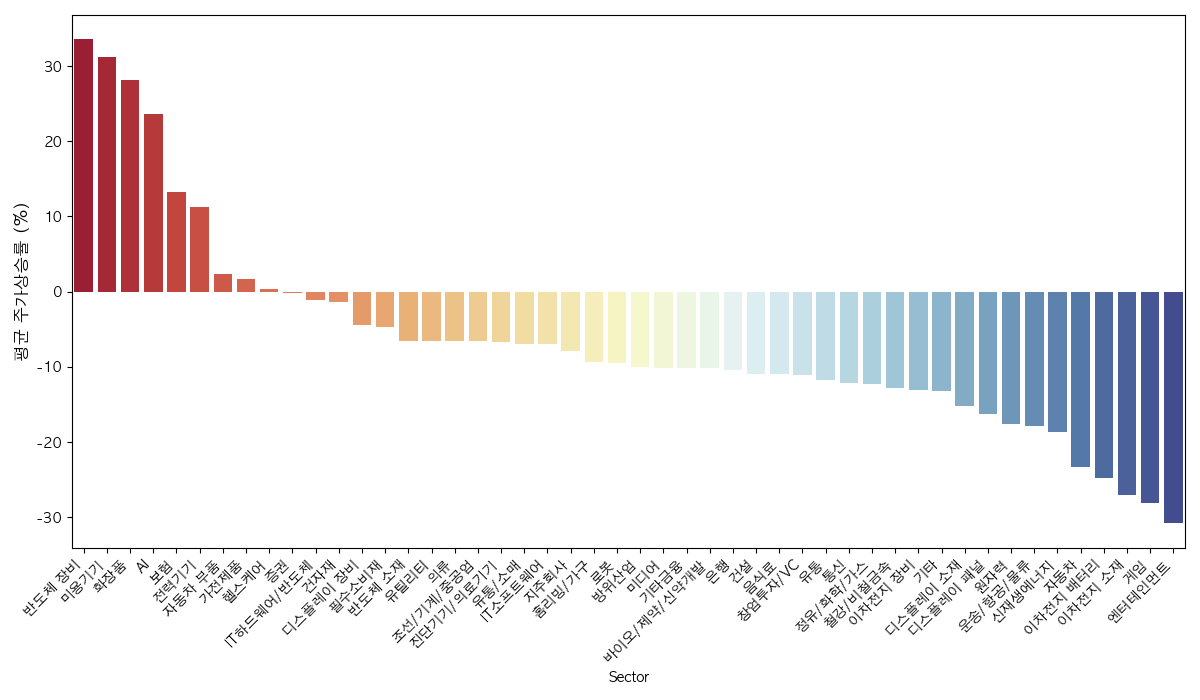 평균 주가상승률 (%)
30
20
10
0
-10
-20
-30
반도체 장비
미용기기
화장품
AI
보험
전력기기
자동차 부품
가전제품
헬스케어
증권
IT하드웨어/반도체
건자재
디스플레이 장비
필수소비재
반도체 소재
유틸리티
의류
조선/기계/중공업
진단기기/의료기기
유통/소매
IT소프트웨어
지주회사
홈리빙/가구
로봇
방위산업
미디어
기타금융
바이오/제약/신약개발
은행
건설
음식료
창업투자/VC
유통
통신
정유/화학/가스
철강/비철금속
이차전지 장비
기타
디스플레이 소재
디스플레이 패널
원자력
운송/항공/물류
신재생에너지
자동차
이차전지 배터리
이차전지 소재
게임
엔터테인먼트
Sector